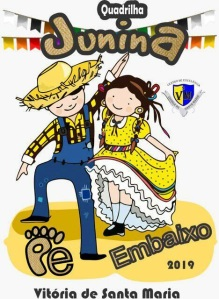 Quadrilha
Junina
Pé
Embaixo
2019
Vitória de Santa Maria